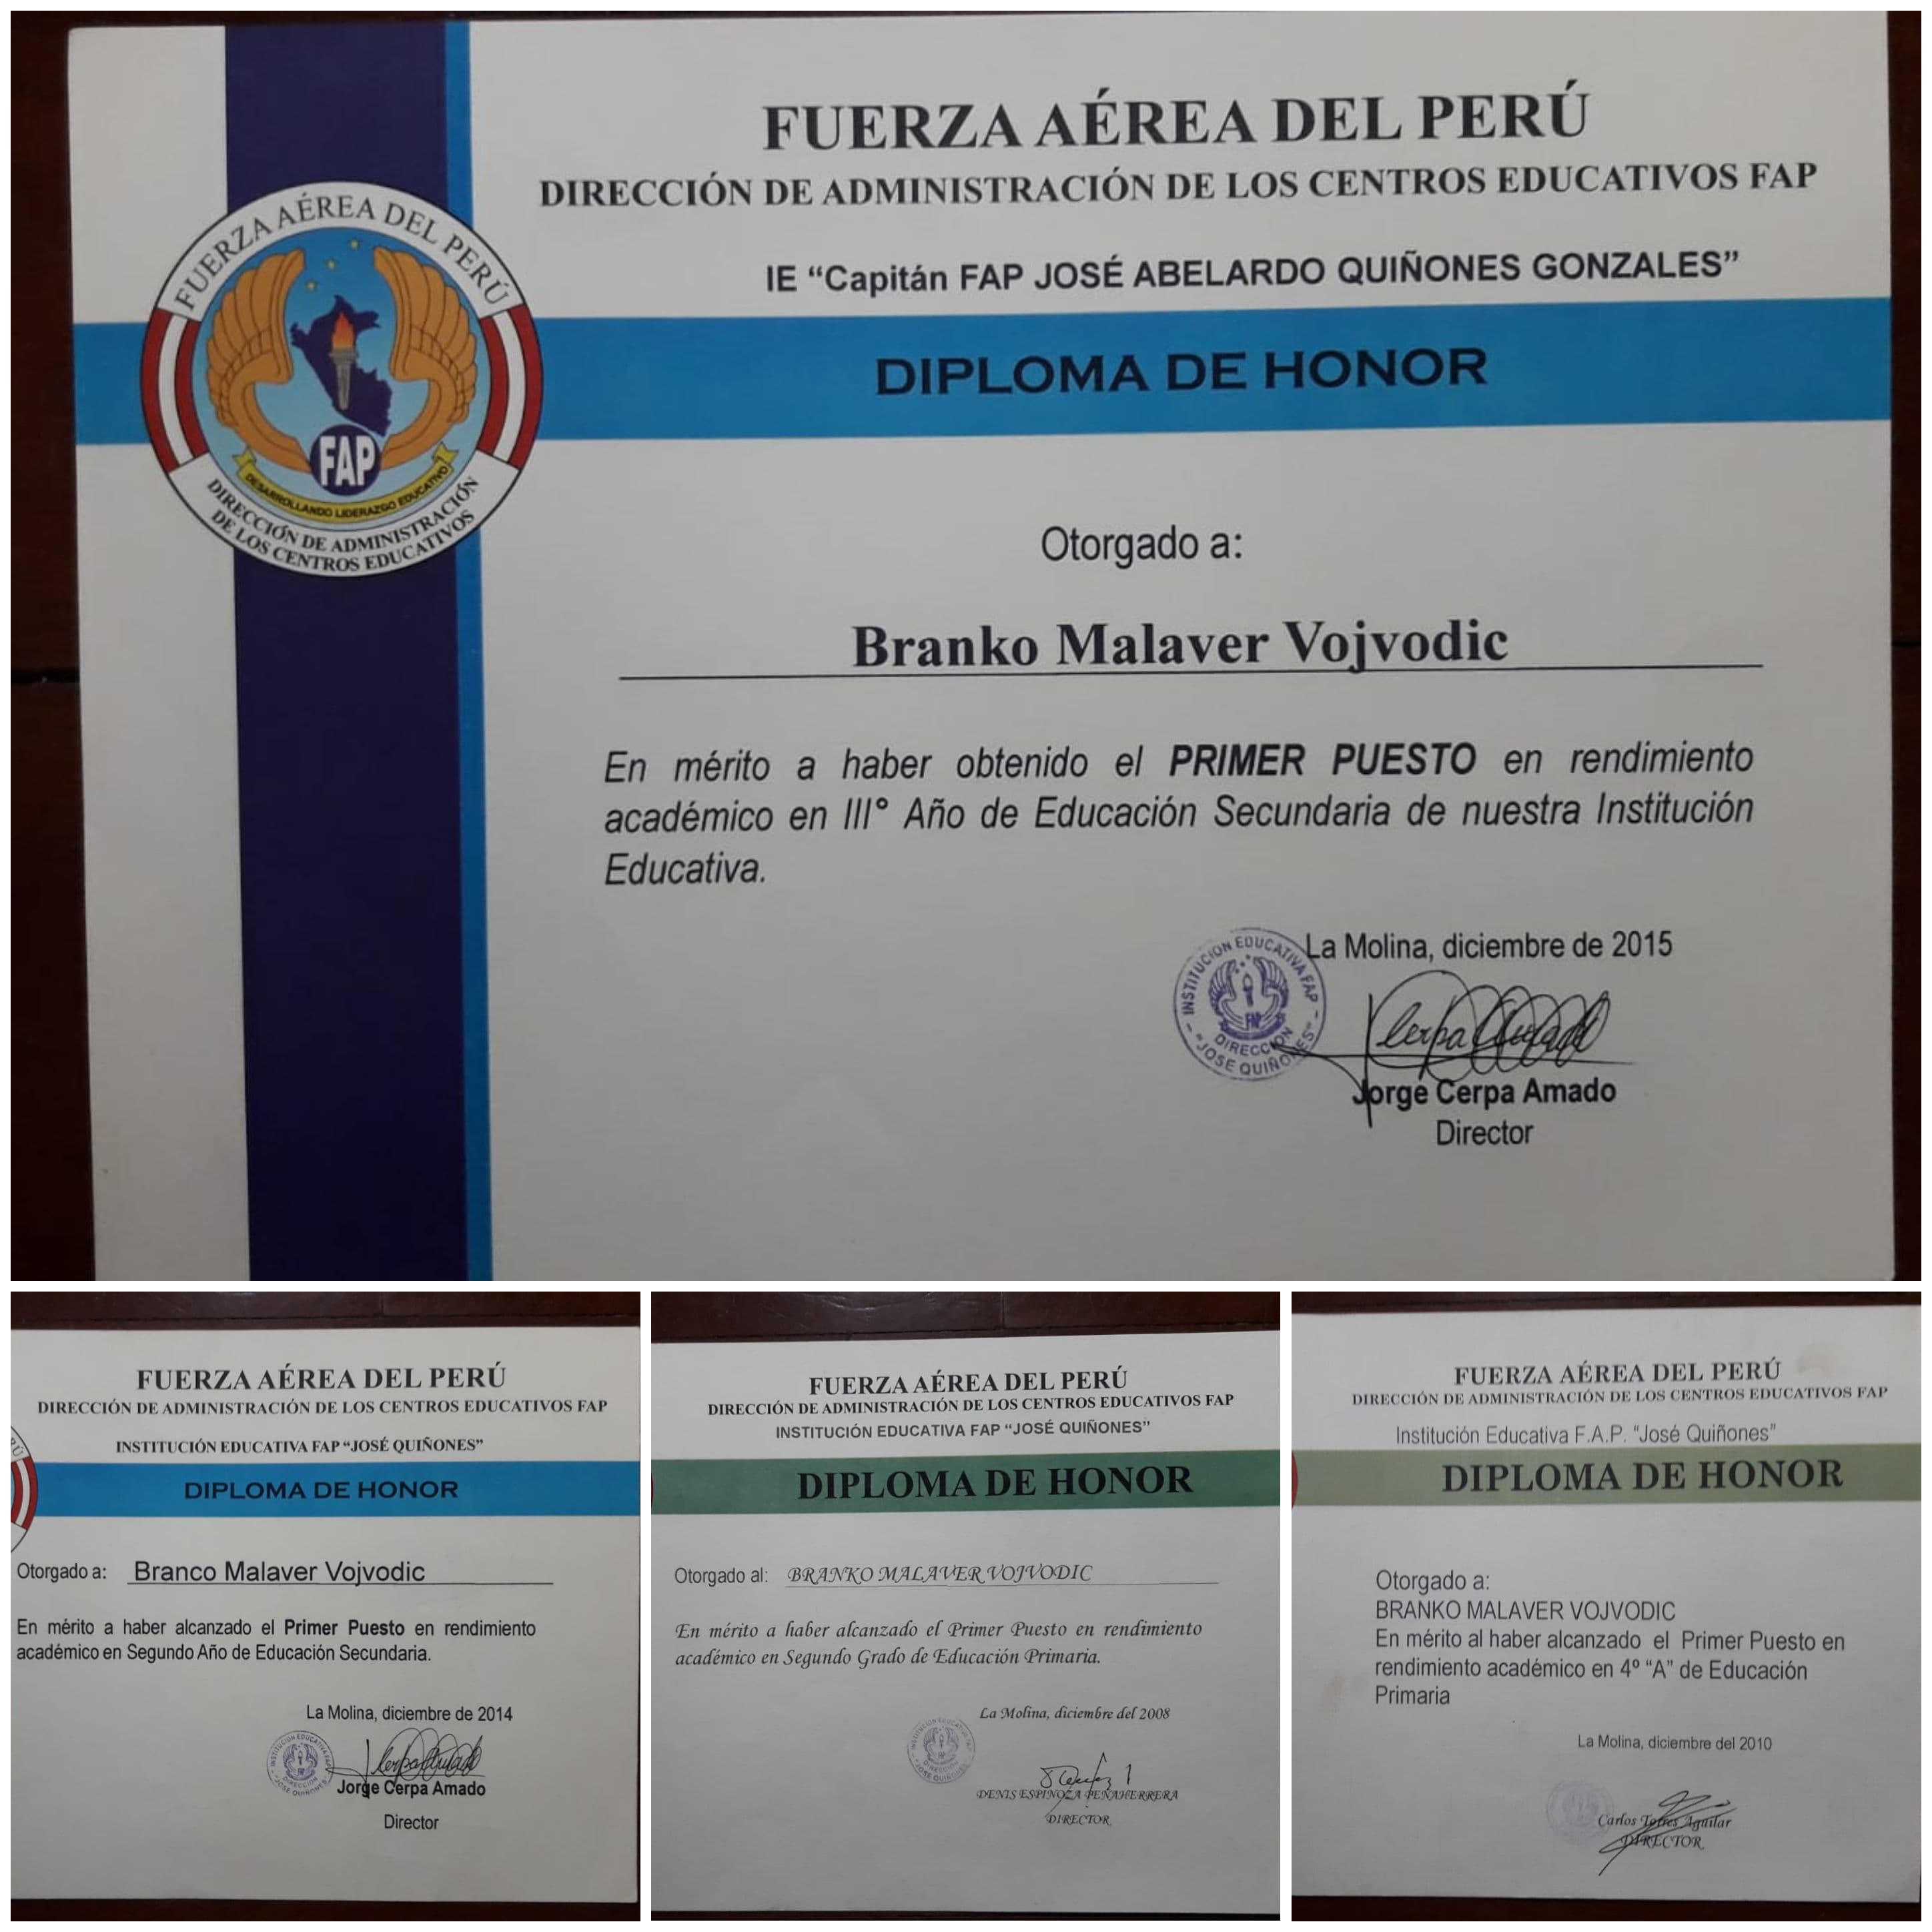 FUERZA AÉREA DEL PERÚ
DIRECCIÓN DE ADMINISTRACIÓN DE LOS CENTROS EDUCATIVOS FAP
IE “Capitán FAP JOSÉ ABELARDO QUIÑONES GONZALES”
DIPLOMA DE HONOR
FUERZA AÉREA DEL PERÚ
FAP
DESARROLLANDO LIDERAZGO EDUCATIVO
DIRECCIÓN DE ADMINISTRACIÓN
DE LOS CENTROS EDUCATIVOS
Otorgado a:
Branko Malaver Vojvodic
En mérito a haber obtenido el PRIMER PUESTO en rendimiento
académico en III° Año de Educación Secundaria de nuestra Institución
Educativa.
La Molina, diciembre de 2015
INSTITUCION EDUCATIVA FAP
FAP
DIRECCION
"JOSE QUIÑONES"
Jorge Cerpa Amado
Director
FUERZA AÉREA DEL PERÚ
DIRECCIÓN DE ADMINISTRACIÓN DE LOS CENTROS EDUCATIVOS FAP
INSTITUCIÓN EDUCATIVA FAP “JOSÉ QUIÑONES”
DIPLOMA DE HONOR
Otorgado a: Branco Malaver Vojvodic
En mérito a haber alcanzado el Primer Puesto en rendimiento
académico en Segundo Año de Educación Secundaria.
La Molina, diciembre de 2014
INSTITUCION EDUCATIVA FAP
DIRECCION
"JOSE QUIÑONES"
Jorge Cerpa Amado
Director
FUERZA AÉREA DEL PERÚ
DIRECCIÓN DE ADMINISTRACIÓN DE LOS CENTROS EDUCATIVOS FAP
INSTITUCIÓN EDUCATIVA FAP “JOSÉ QUIÑONES”
DIPLOMA DE HONOR
Otorgado al: BRANKO MALAVER VOJVODIC
En mérito a haber alcanzado el Primer Puesto en rendimiento
académico en Segundo Grado de Educación Primaria.
La Molina, diciembre del 2008
DENIS ESPINOZA PEÑAHERRERA
DIRECTOR
FUERZA AÉREA DEL PERÚ
DIRECCIÓN DE ADMINISTRACIÓN DE LOS CENTROS EDUCATIVOS FAP
Institución Educativa F.A.P. “José Quiñones”
DIPLOMA DE HONOR
Otorgado a:
BRANKO MALAVER VOJVODIC
En mérito al haber alcanzado el Primer Puesto en
rendimiento académico en 4º “A” de Educación
Primaria
La Molina, diciembre del 2010
Carlos Torres Aguilar
DIRECTOR